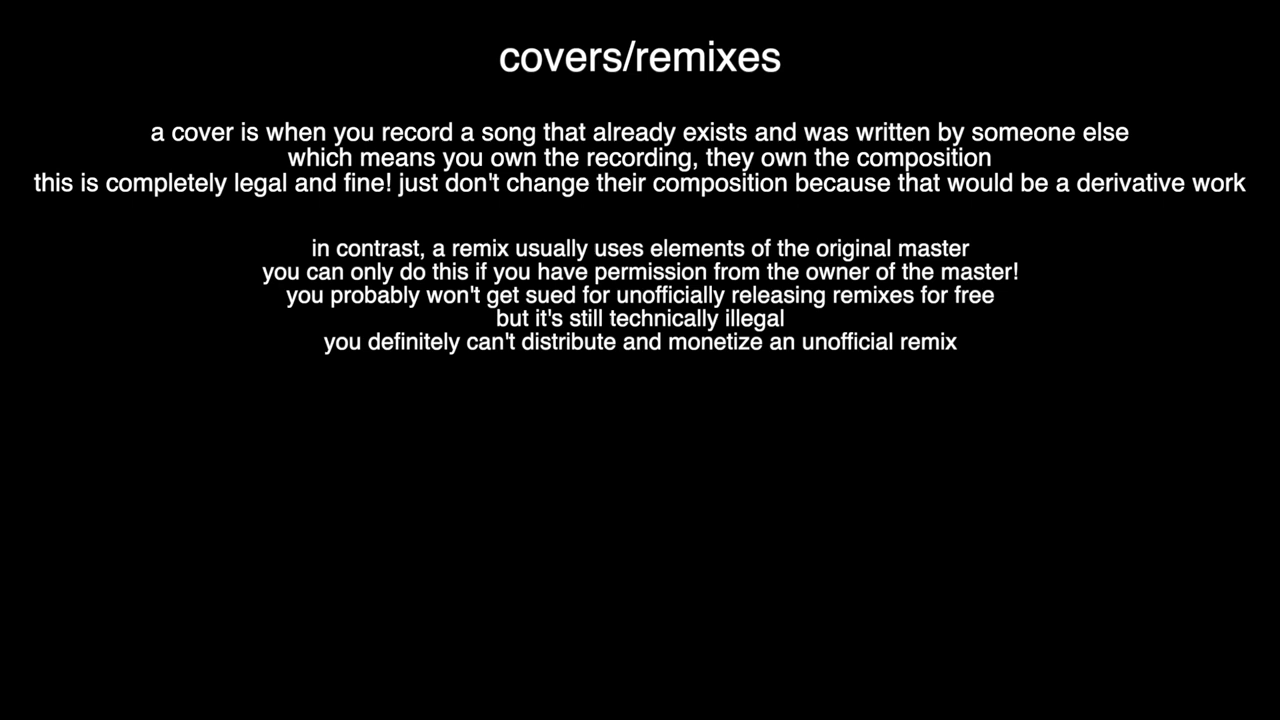 covers/remixes
a cover is when you record a song that already exists and was written by someone else
which means you own the recording, they own the composition
this is completely legal and fine! just don't change their composition because that would be a derivative work
in contrast, a remix usually uses elements of the original master
you can only do this if you have permission from the owner of the master!
you probably won't get sued for unofficially releasing remixes for free
but it's still technically illegal
you definitely can't distribute and monetize an unofficial remix